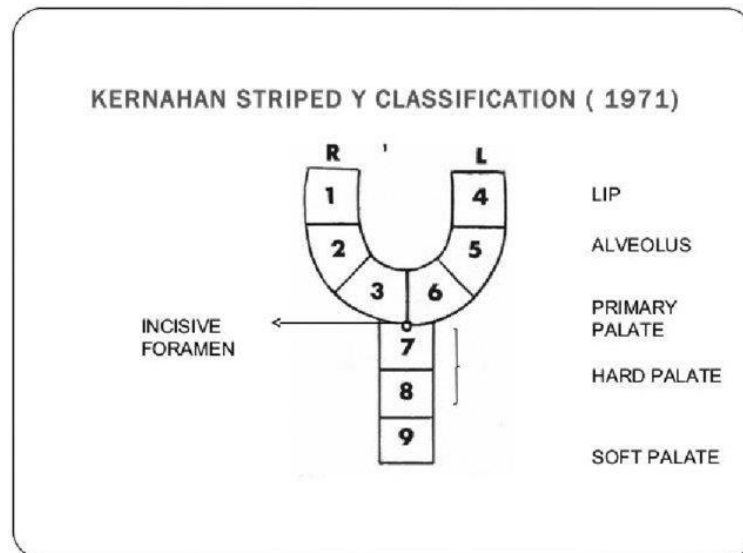 KERNAHAN STRIPED Y CLASSIFICATION ( 1971)
R ' L
1 4 LIP
2 5 ALVEOLUS
3 6 PRIMARY
PALATE
INCISIVE
FORAMEN
7
HARD PALATE
8
9
SOFT PALATE